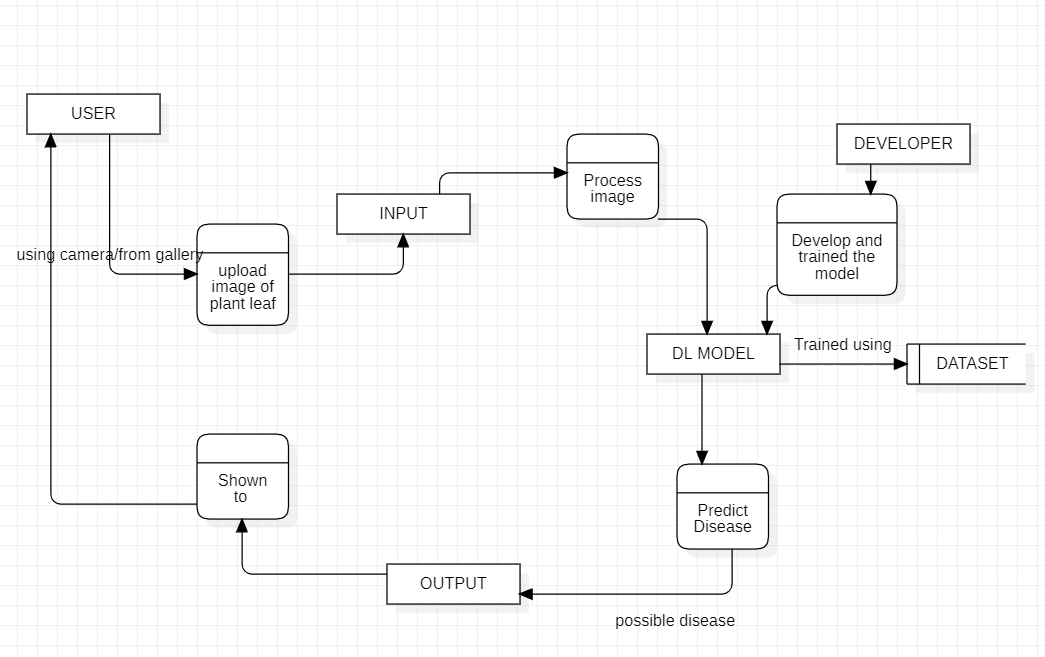 USER
DEVELOPER
Process
image
INPUT
Develop and
trained the
model
using camera/from gallery
upload
image of
plant leaf
DL MODEL
Trained using
DATASET
Shown
to
Predict
Disease
OUTPUT
possible disease